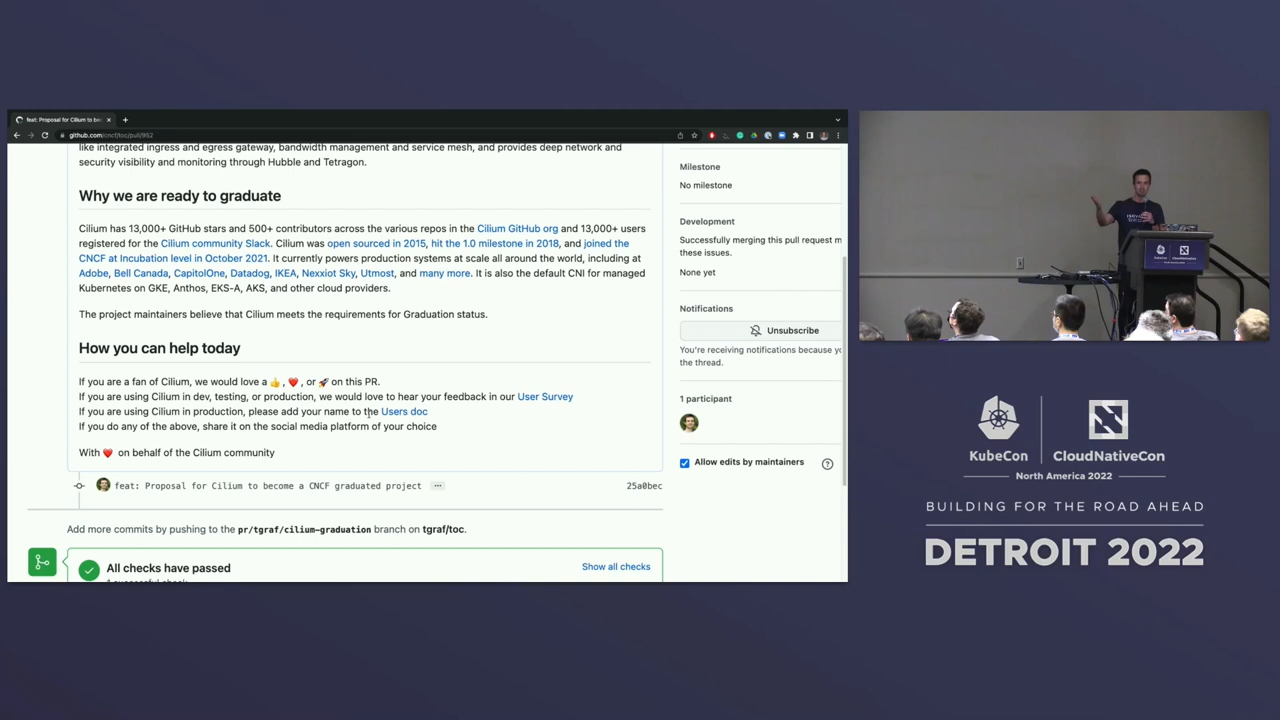 feat: Proposal for Cilium to bec
github.com/cncf/toc/pull/952
like integrated ingress and egress gateway, bandwidth management and service mesh, and provides deep network and
security visibility and monitoring through Hubble and Tetragon.
Why we are ready to graduate
Cilium has 13,000+ GitHub stars and 500+ contributors across the various repos in the Cilium GitHub org and 13,000+ users
registered for the Cilium community Slack. Cilium was open sourced in 2015, hit the 1.0 milestone in 2018, and joined the
CNCF at Incubation level in October 2021. It currently powers production systems at scale all around the world, including at
Adobe, Bell Canada, CapitalOne, Datadog, IKEA, Nexxiot Sky, Utmost, and many more. It is also the default CNI for managed
Kubernetes on GKE, Anthos, EKS-A, AKS, and other cloud providers.
The project maintainers believe that Cilium meets the requirements for Graduation status.
How you can help today
If you are a fan of Cilium, we would love a 👍, ❤️, or 🚀 on this PR.
If you are using Cilium in dev, testing, or production, we would love to hear your feedback in our User Survey
If you are using Cilium in production, please add your name to the Users doc
If you do any of the above, share it on the social media platform of your choice
With ❤️ on behalf of the Cilium community
feat: Proposal for Cilium to become a CNCF graduated project ...
25a0bec
Add more commits by pushing to the pr/tgraf/cilium-graduation branch on tgraf/toc.
All checks have passed
Show all checks
Milestone
No milestone
Development
Successfully merging this pull request m
these issues.
None yet
Notifications
Unsubscribe
You're receiving notifications because yo
the thread.
1 participant
Allow edits by maintainers
KubeCon
CloudNativeCon
North America 2022
BUILDING FOR THE ROAD AHEAD
DETROIT 2022